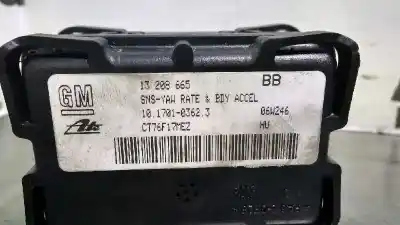 GM
13 208 665
BB
SNS-YAW RATE & BDY ACCEL
10.1701-0362.3
06W246
Ate
CT76F17MEZ
HU